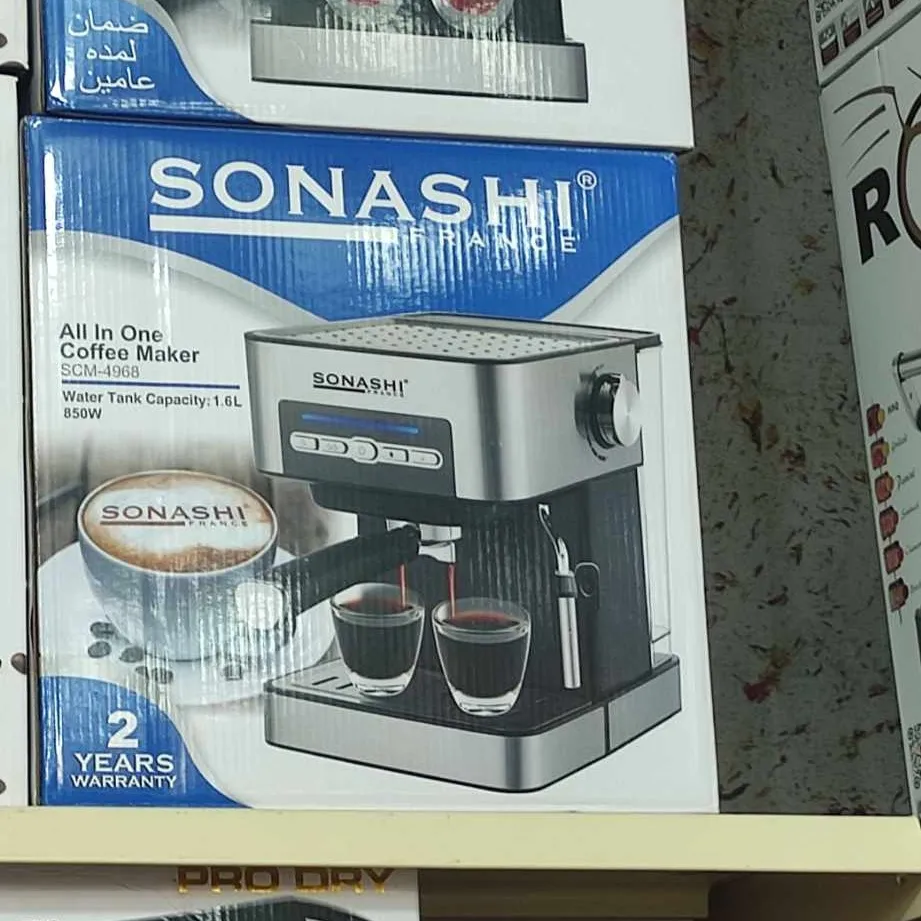 ضمان
لمده
عامين
SONASHI®
FRANCE
All In One
Coffee Maker
SCM-4968
Water Tank Capacity: 1.6L
850W
SONASHI®
FRANCE
SONASHI®
FRANCE
2
YEARS
WARRANTY
PRO DRY